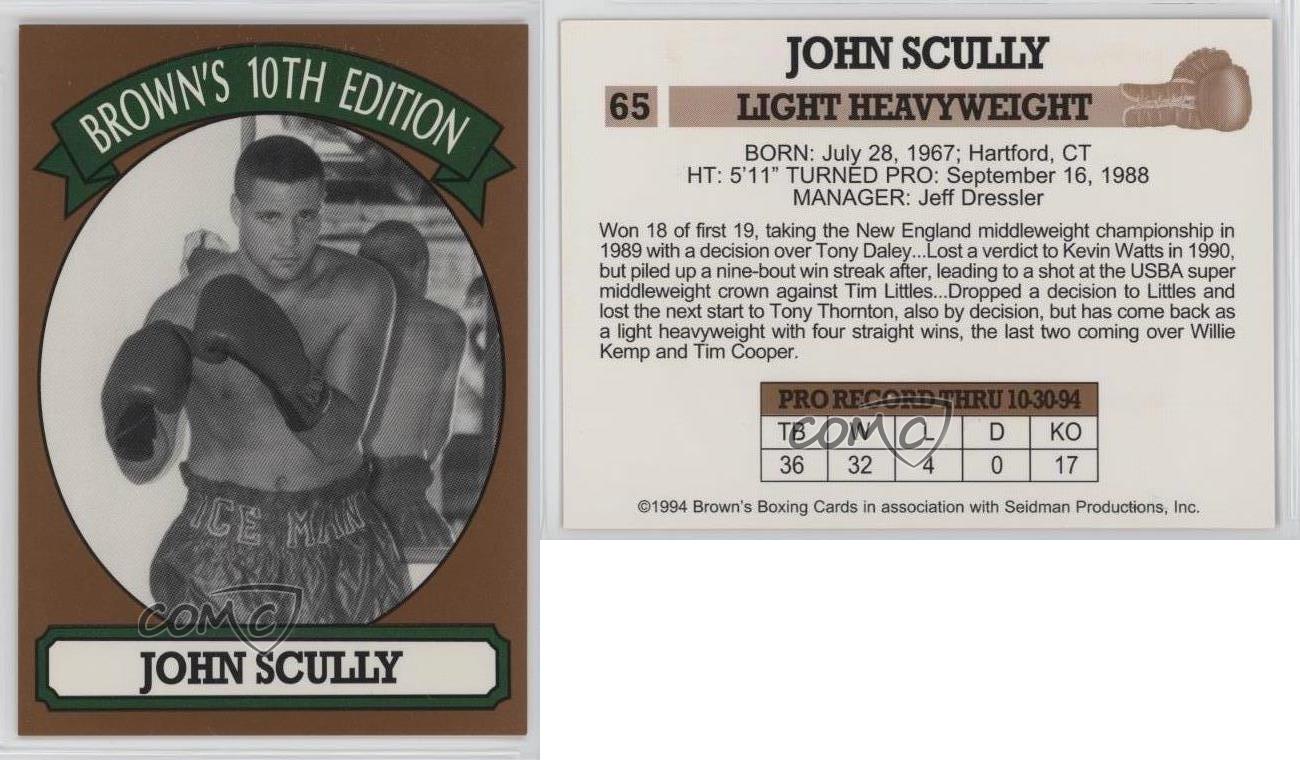 BROWN'S 10TH EDITION
ICE MAN
COMC
JOHN SCULLY
JOHN SCULLY
65 LIGHT HEAVYWEIGHT
BORN: July 28, 1967; Hartford, CT
HT: 5'11" TURNED PRO: September 16, 1988
MANAGER: Jeff Dressler
Won 18 of first 19, taking the New England middleweight championship in
1989 with a decision over Tony Daley...Lost a verdict to Kevin Watts in 1990,
but piled up a nine-bout win streak after, leading to a shot at the USBA super
middleweight crown against Tim Littles...Dropped a decision to Littles and
lost the next start to Tony Thornton, also by decision, but has come back as
a light heavyweight with four straight wins, the last two coming over Willie
Kemp and Tim Cooper.
PRO RECORD THRU 10-30-94
TB W L D KO
36 32 4 0 17
COMC
©1994 Brown's Boxing Cards in association with Seidman Productions, Inc.